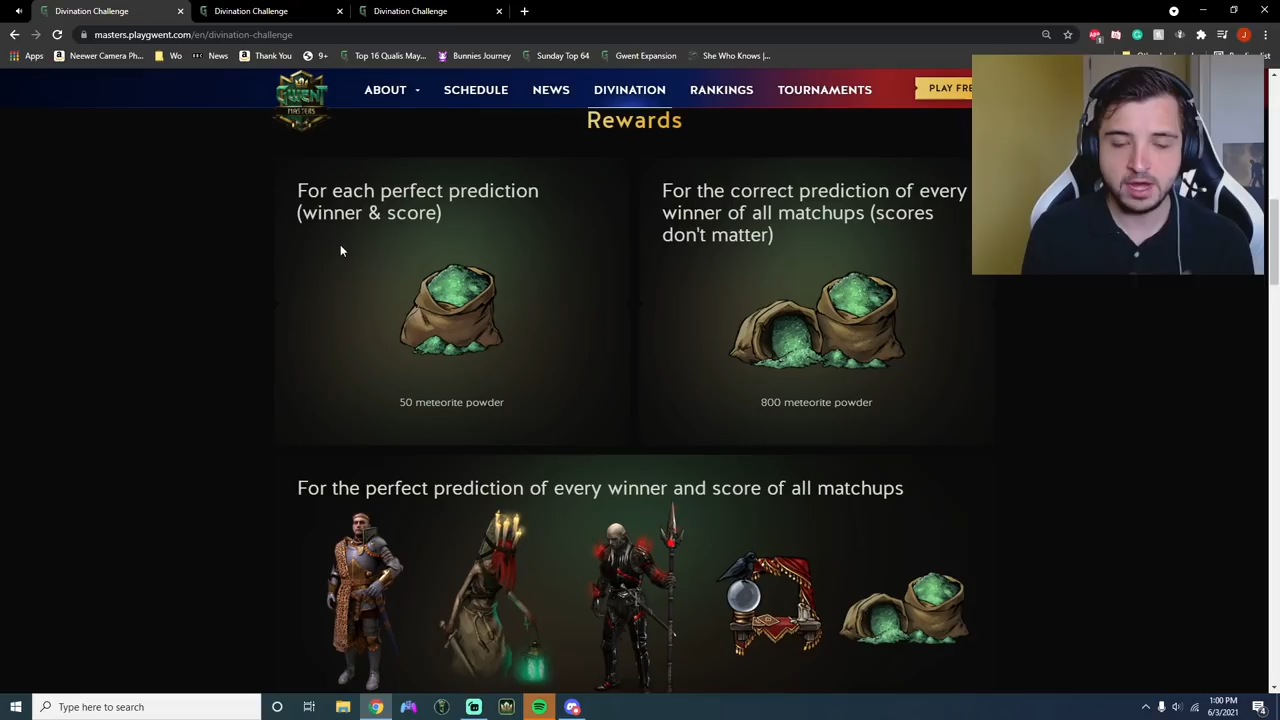 Divination Challenge
Divination Challenge
Divination Challenge
masters.playgwent.com/en/divination-challenge
Apps
Neewer Camera Ph...
Wo
News
Thank You
9+
Top 16 Qualis May...
Bunnies Journey
Sunday Top 64
Gwent Expansion
She Who Knows |...
GWENT
MASTERS
ABOUT
SCHEDULE
NEWS
DIVINATION
RANKINGS
TOURNAMENTS
PLAY FRE
Rewards
For each perfect prediction
(winner & score)
50 meteorite powder
For the correct prediction of every
winner of all matchups (scores
don't matter)
800 meteorite powder
For the perfect prediction of every winner and score of all matchups
Type here to search
1:00 PM
6/3/2021